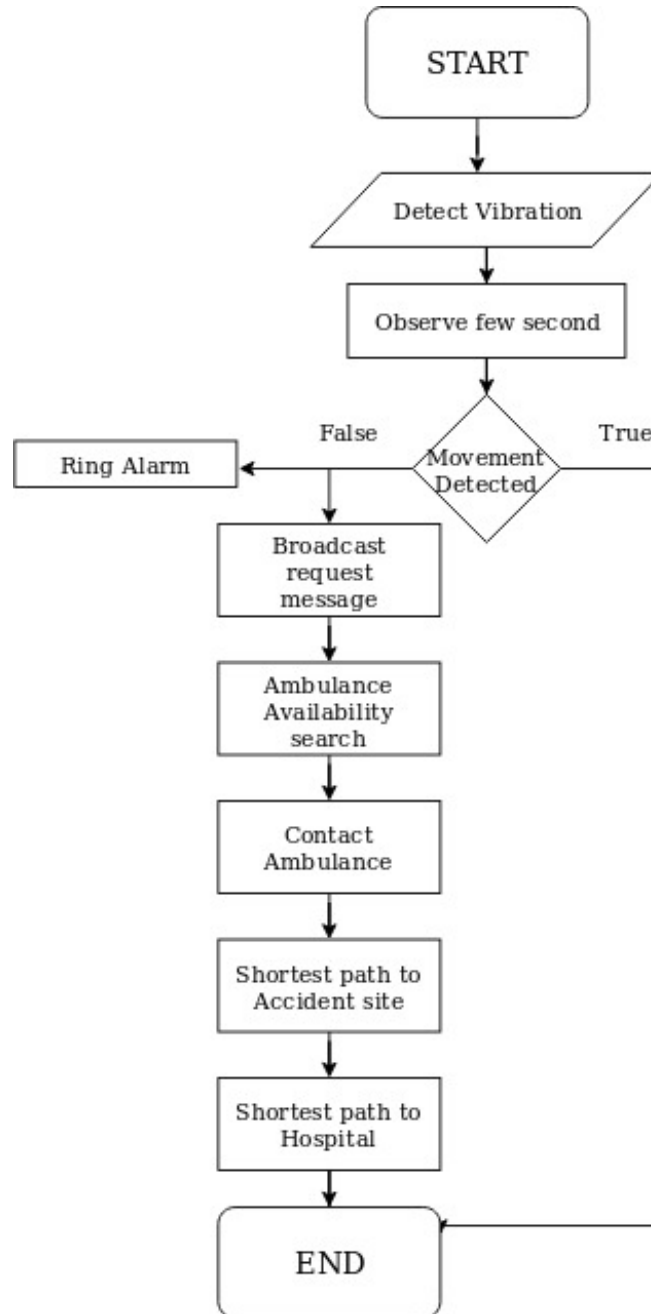 START
Detect Vibration
Observe few second
False
True
Movement
Detected
Ring Alarm
Broadcast
request
message
Ambulance
Availability
search
Contact
Ambulance
Shortest path to
Accident site
Shortest path to
Hospital
END